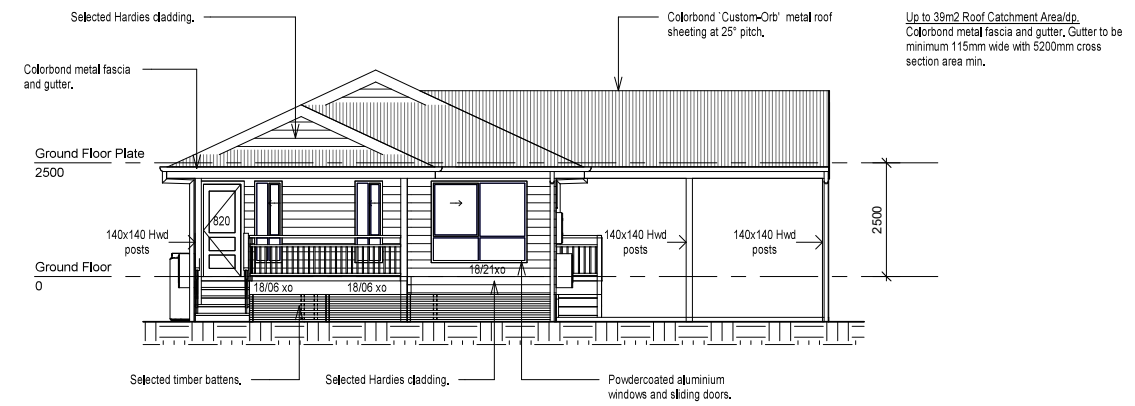 Selected Hardies cladding.
Colorbond `Custom-Orb' metal roof
sheeting at 25° pitch.
Up to 39m2 Roof Catchment Area/dp.
Colorbond metal fascia and gutter. Gutter to be
minimum 115mm wide with 5200mm cross
section area min.
Colorbond metal fascia
and gutter.
Ground Floor Plate
2500
820
2500
140x140 Hwd
posts
140x140 Hwd
posts
140x140 Hwd
posts
Ground Floor
0
18/06 xo
18/06 xo
18/21xo
Selected timber battens.
Selected Hardies cladding.
Powdercoated aluminium
windows and sliding doors.